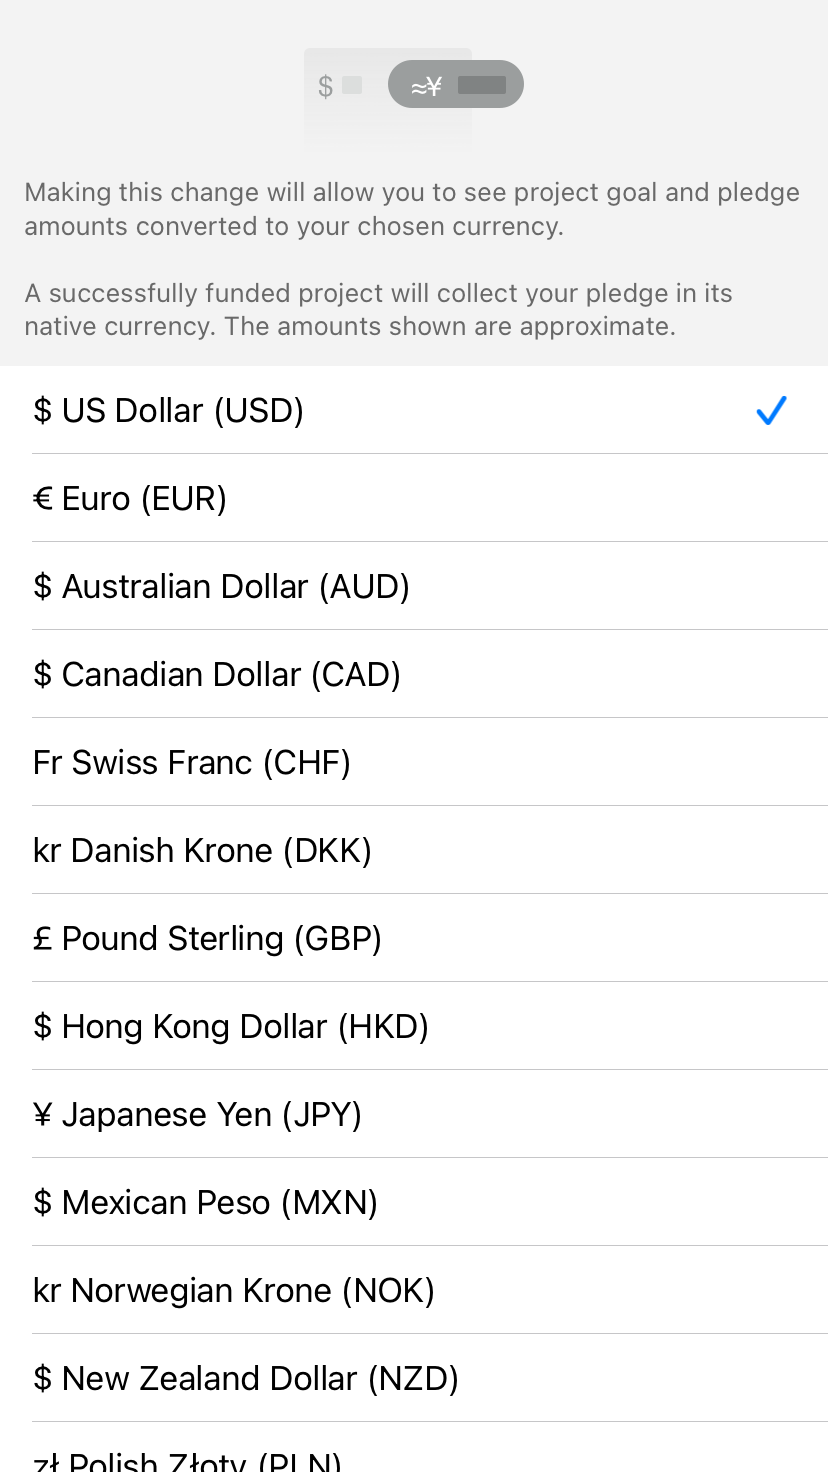 $
≈¥
Making this change will allow you to see project goal and pledge
amounts converted to your chosen currency.
A successfully funded project will collect your pledge in its
native currency. The amounts shown are approximate.
$ US Dollar (USD)
€ Euro (EUR)
$ Australian Dollar (AUD)
$ Canadian Dollar (CAD)
Fr Swiss Franc (CHF)
kr Danish Krone (DKK)
£ Pound Sterling (GBP)
$ Hong Kong Dollar (HKD)
¥ Japanese Yen (JPY)
$ Mexican Peso (MXN)
kr Norwegian Krone (NOK)
$ New Zealand Dollar (NZD)
zł Polish Złoty (PLN)